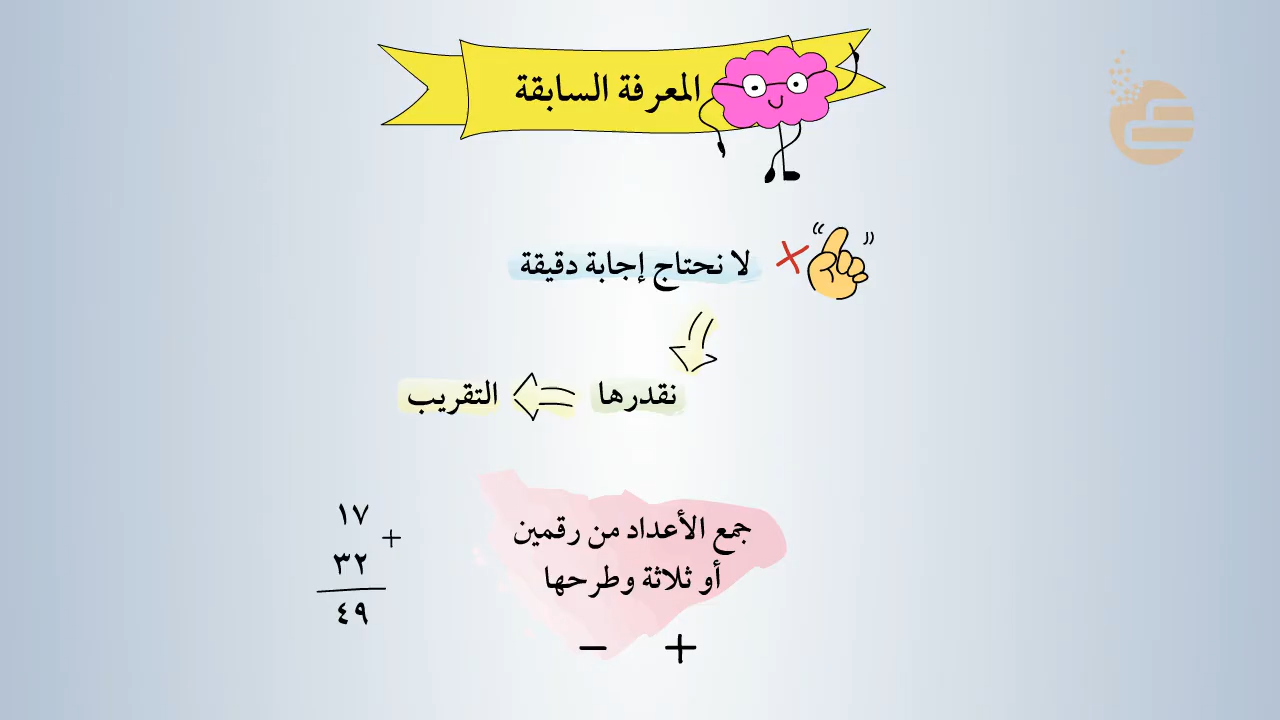 المعرفة السابقة
لا نحتاج إجابة دقيقة
نقدرها
التقريب
جمع الأعداد من رقمين
أو ثلاثة وطرحها
+ −
١٧
+
٣٢
٤٩